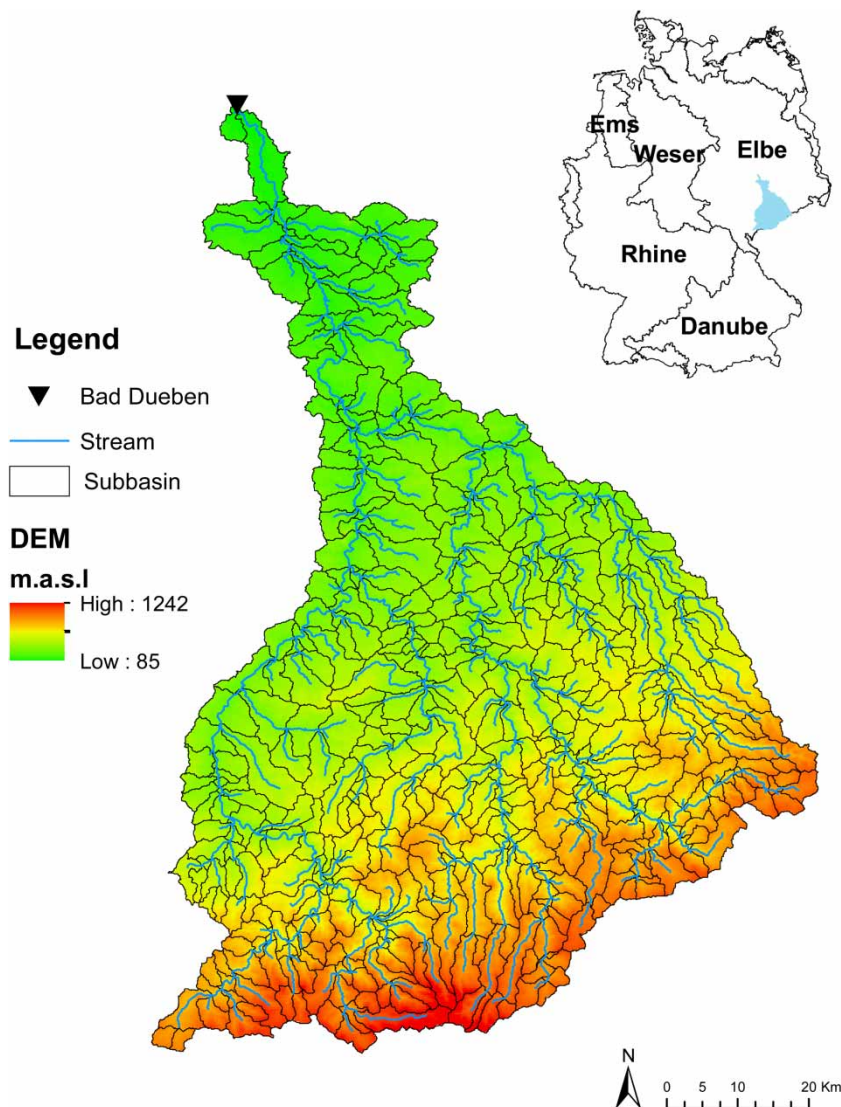 Ems
Weser
Elbe
Rhine
Danube
Legend
Bad Dueben
Stream
Subbasin
DEM
m.a.s.l
High : 1242
Low : 85
N
0 5 10 20 Km